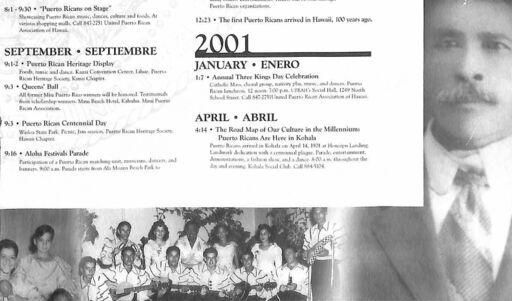 8/1 - 9/30 • "Puerto Ricans on Stage"
Showcasing Puerto Rican music, dances, culture and foods. At
various shopping malls. Call 847-2751 United Puerto Rican
Association of Hawaii.
SEPTEMBER • SEPTIEMBRE
9/1-2 • Puerto Rican Heritage Display
Foods, music and dance. Kauai Convention Center, Lihue. Puerto
Rican Heritage Society, Kauai Chapter.
9/3 • Queens' Ball
All former Miss Puerto Rico winners will be honored. Testimonials
from scholarship winners. Miramar Beach Hotel, Kahului. Maui Puerto
Rican Association.
9/3 • Puerto Rican Centennial Day
Wailoa State Park. Picnic, Jam session. Puerto Rican Heritage Society,
Hawaii Chapter.
9/16 • Aloha Festivals Parade
Participation of a Puerto Rican marching unit, musicians, dancers, and
banners. 9:00 a.m. Parade starts from Ala Moana Beach Park to
Puerto Rican organizations.
12/23 • The first Puerto Ricans arrived in Hawaii, 100 years ago.
2001
JANUARY • ENERO
1/7 • Annual Three Kings Day Celebration
Catholic Mass, choral group, nativity play, music, and dances. Puerto
Rican luncheon, 12 noon. 7:00 p.m. UPRAH's Social Hall, 1249 North
School Street. Call 847-2751 United Puerto Rican Association of Hawaii.
APRIL • ABRIL
4/14 • The Road Map of Our Culture in the Millennium:
Puerto Ricans Are Here in Kohala
Puerto Ricans arrived in Kohala on April 14, 1901 at Honoipu Landing.
Landmark dedication with a centennial plaque. Parade, entertainment,
demonstrations, a fashion show, and a dance. 8:00 a.m. throughout the
day and evening. Kohala Social Club. Call